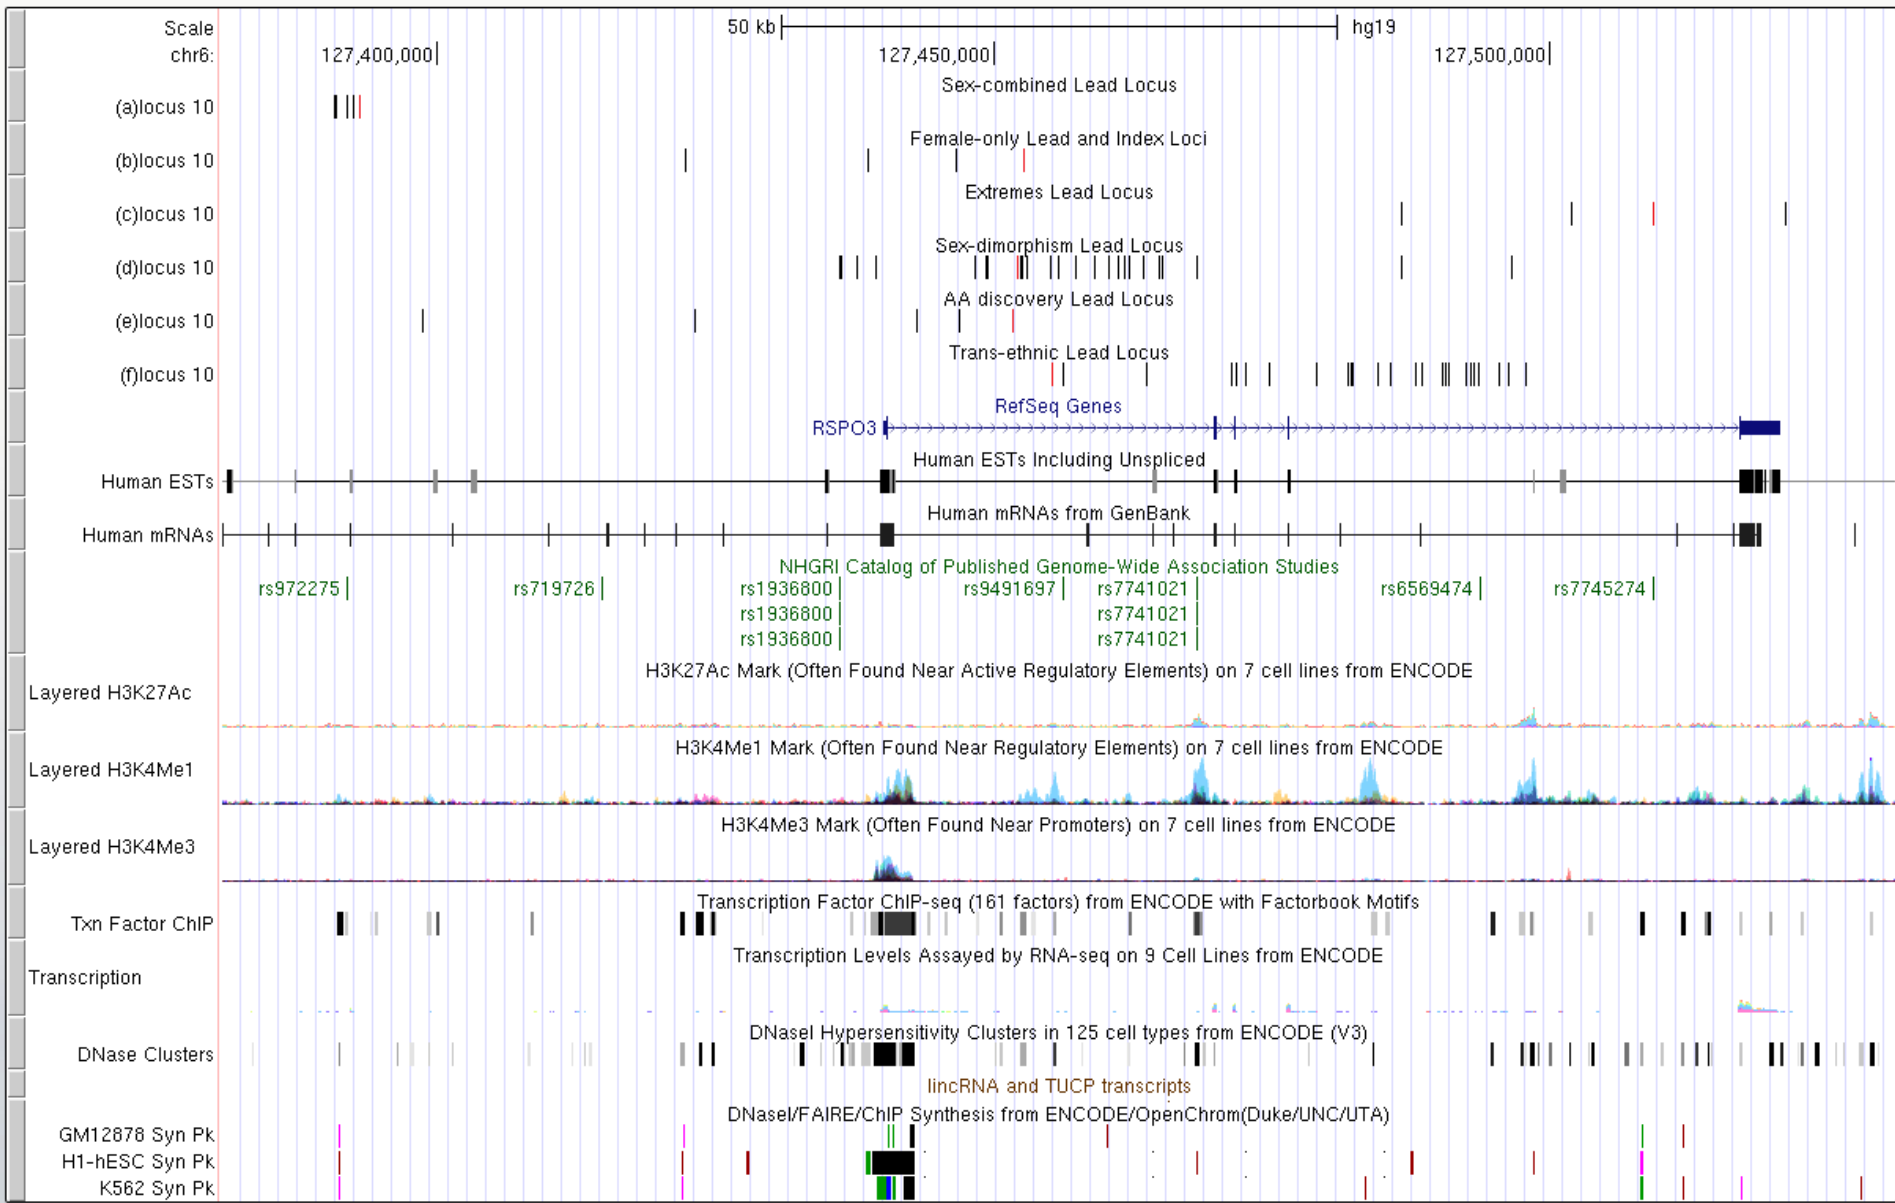 Scale 50 kb hg19
chr6: 127,400,000 127,450,000 127,500,000
Sex-combined Lead Locus
(a)locus 10
Female-only Lead and Index Loci
(b)locus 10
Extremes Lead Locus
(c)locus 10
Sex-dimorphism Lead Locus
(d)locus 10
AA discovery Lead Locus
(e)locus 10
Trans-ethnic Lead Locus
(f)locus 10
RefSeq Genes
RSPO3
Human ESTs Including Unspliced
Human ESTs
Human mRNAs from GenBank
Human mRNAs
NHGRI Catalog of Published Genome-Wide Association Studies
rs972275 rs719726 rs1936800 rs9491697 rs7741021 rs6569474 rs7745274
rs1936800 rs7741021
rs1936800 rs7741021
H3K27Ac Mark (Often Found Near Active Regulatory Elements) on 7 cell lines from ENCODE
Layered H3K27Ac
H3K4Me1 Mark (Often Found Near Regulatory Elements) on 7 cell lines from ENCODE
Layered H3K4Me1
H3K4Me3 Mark (Often Found Near Promoters) on 7 cell lines from ENCODE
Layered H3K4Me3
Transcription Factor ChIP-seq (161 factors) from ENCODE with Factorbook Motifs
Txn Factor ChIP
Transcription Levels Assayed by RNA-seq on 9 Cell Lines from ENCODE
Transcription
DNaseI Hypersensitivity Clusters in 125 cell types from ENCODE (V3)
DNase Clusters
lincRNA and TUCP transcripts
DNaseI/FAIRE/ChIP Synthesis from ENCODE/OpenChrom(Duke/UNC/UTA)
GM12878 Syn Pk
H1-hESC Syn Pk
K562 Syn Pk